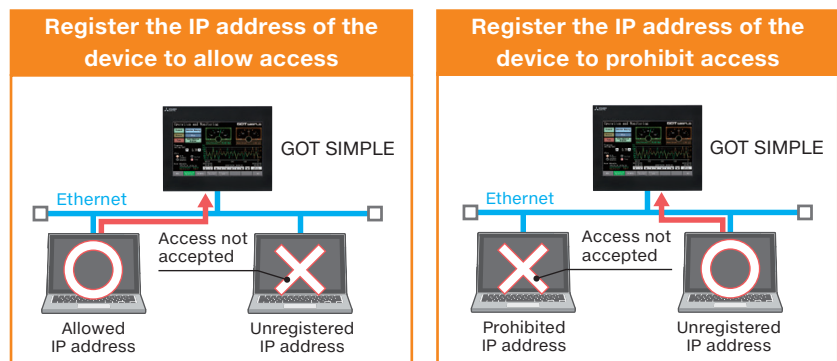 Register the IP address of the
device to allow access
GOT SIMPLE
Ethernet
Access not
accepted
Allowed
IP address
Unregistered
IP address
Register the IP address of the
device to prohibit access
GOT SIMPLE
Ethernet
Access not
accepted
Prohibited
IP address
Unregistered
IP address